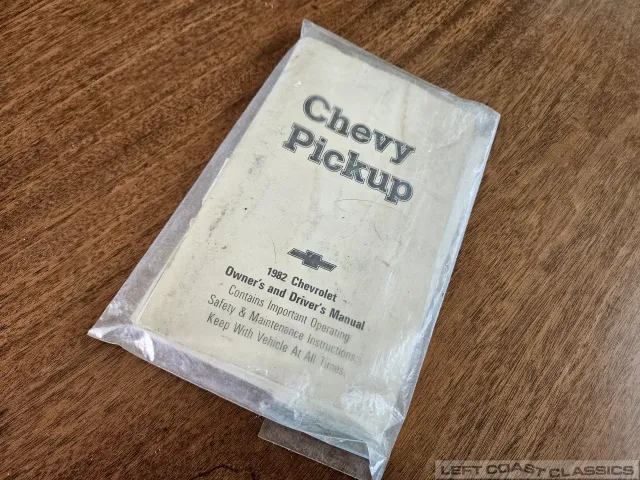 Chevy
Pickup
1982 Chevrolet
Owner's and Driver's Manual
Contains Important Operating
Safety & Maintenance Instructions.
Keep With Vehicle At All Times.
LEFT COAST CLASSICS